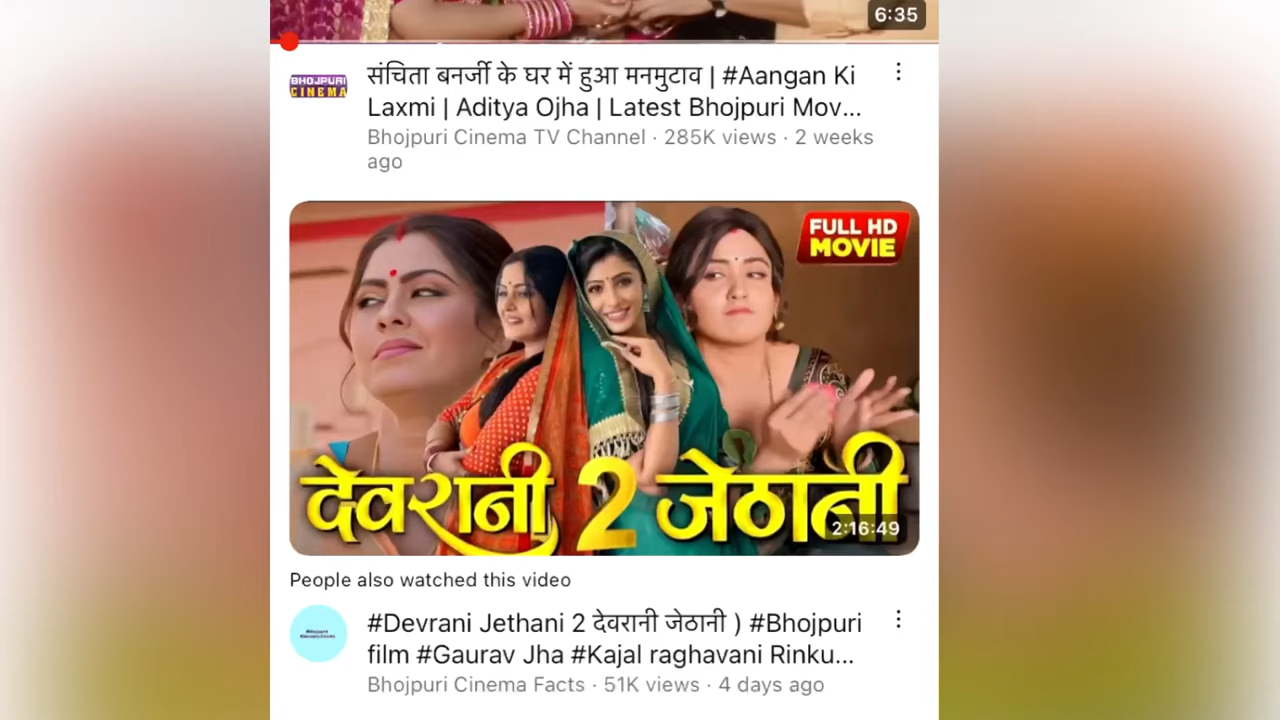 6:35
BHOJPURI
CINEMA
संचिता बनर्जी के घर में हुआ मनमुटाव | #Aangan Ki
Laxmi | Aditya Ojha | Latest Bhojpuri Mov...
Bhojpuri Cinema TV Channel · 285K views · 2 weeks
ago
FULL HD
MOVIE
देवरानी 2 जेठानी
2:16:49
People also watched this video
#Devrani Jethani 2 देवरानी जेठानी ) #Bhojpuri
film #Gaurav Jha #Kajal raghavani Rinku...
Bhojpuri Cinema Facts · 51K views · 4 days ago